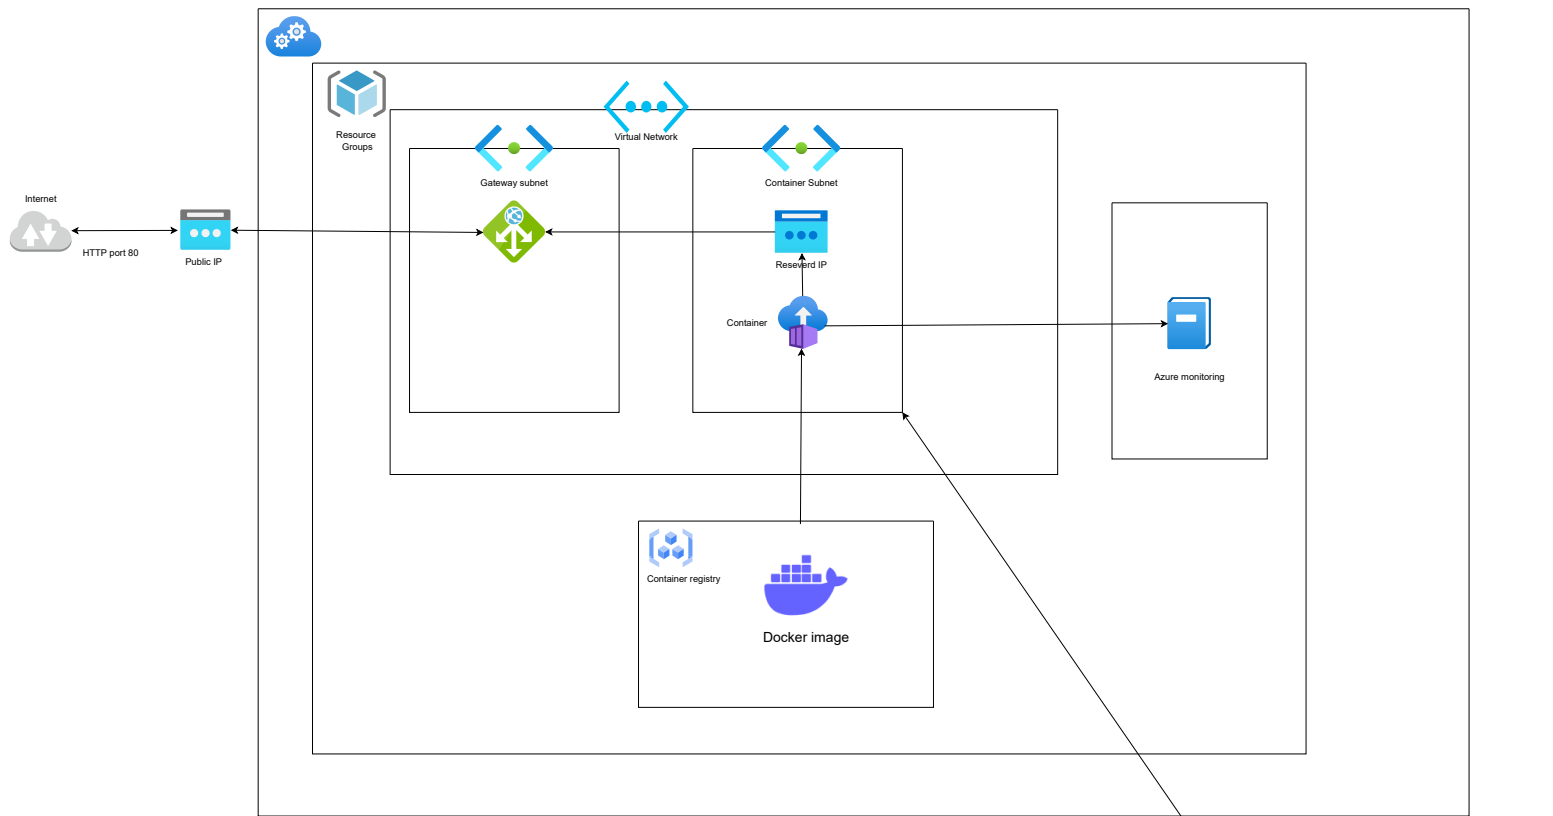 Virtual Network
Resource
Groups
Gateway subnet
Container Subnet
Internet
HTTP port 80
Public IP
Reseverd IP
Container
Azure monitoring
Container registry
Docker image